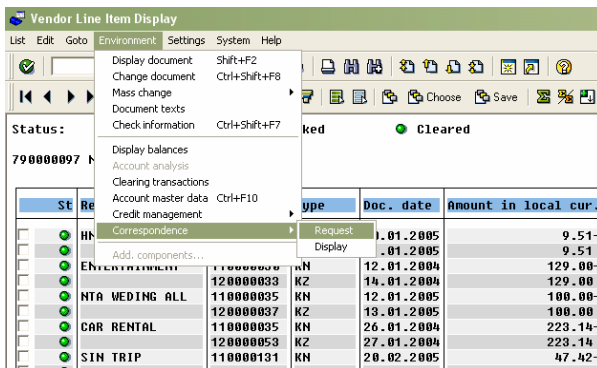 Vendor Line Item Display
List Edit Goto Environment Settings System Help
Display document Shift+F2
Change document Ctrl+Shift+F8
Mass change
Document texts
Check information Ctrl+Shift+F7
Display balances
Account analysis
Clearing transactions
Account master data Ctrl+F10
Credit management
Correspondence
Add. components...
Request
Display
Choose Save
Status: Cleared
790000097
St Doc. date Amount in local cur.
.01.2005 9.51-
.01.2005 9.51
ENTERTAINMENT 110000030 KN 12.01.2004 129.00-
120000033 KZ 14.01.2004 129.00
NTA WEDING ALL 110000035 KN 12.01.2005 100.00-
120000037 KZ 13.01.2005 100.00
CAR RENTAL 110000035 KN 26.01.2004 223.14-
120000053 KZ 27.01.2004 223.14
SIN TRIP 110000131 KN 20.02.2005 47.42-